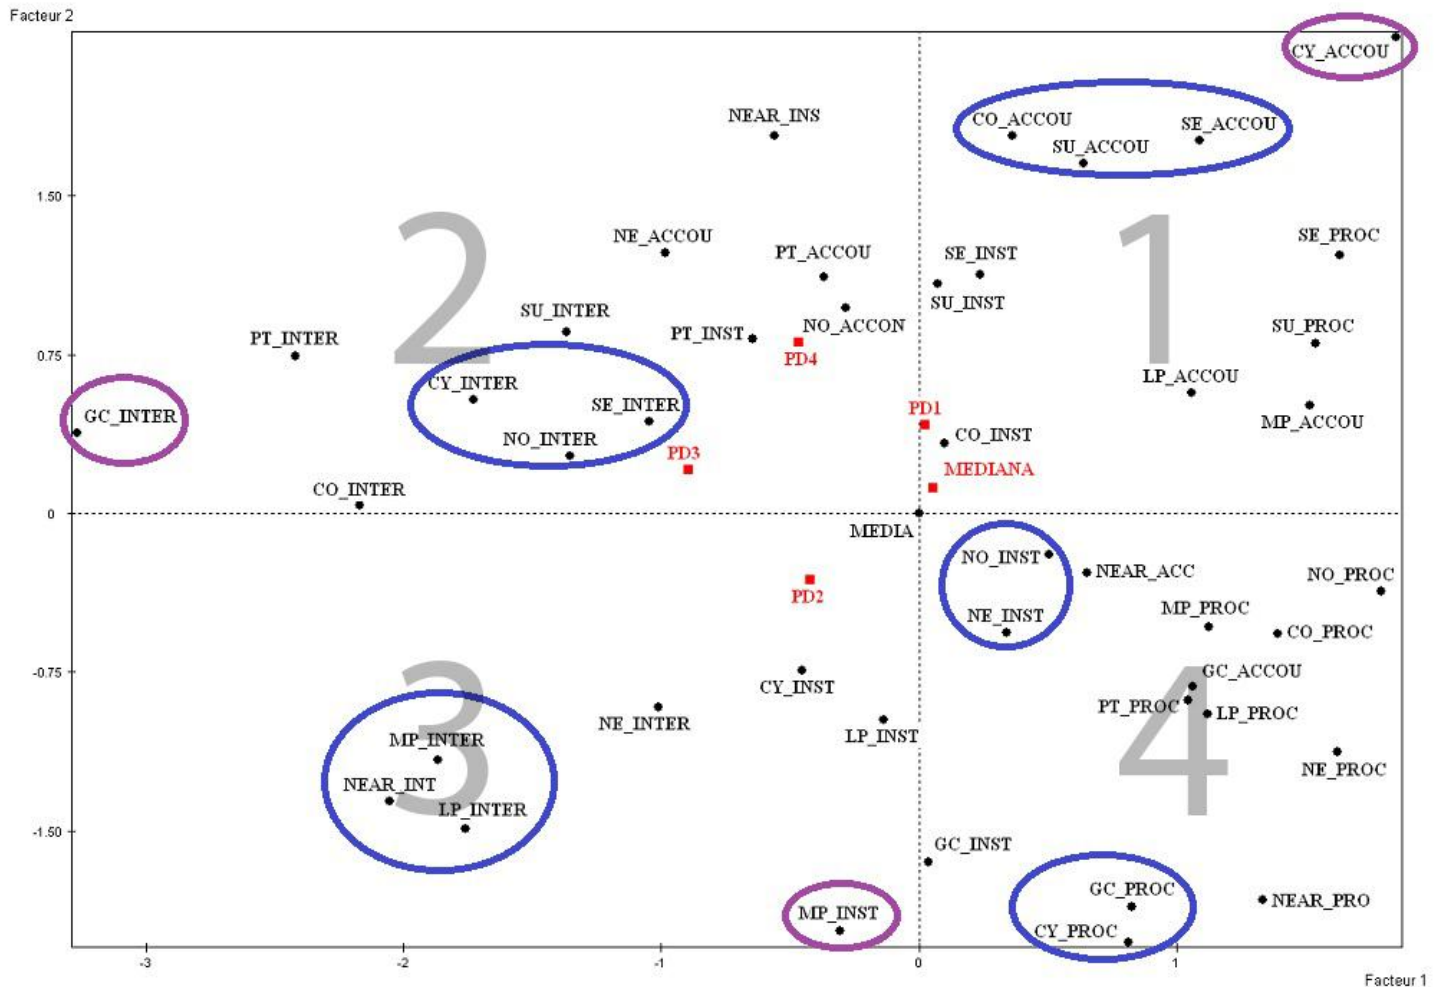 Facteur 2
CY_ACCOU
NEAR_INS
CO_ACCOU
SE_ACCOU
SU_ACCOU
1.50
2
1
NE_ACCOU
PT_ACCOU
SE_INST
SE_PROC
SU_INST
SU_INTER
NO_ACCON
PT_INTER
PT_INST
SU_PROC
0.75
PD4
CY_INTER
LP_ACCOU
SE_INTER
GC_INTER
PD1
MP_ACCOU
NO_INTER
CO_INST
PD3
MEDIANA
CO_INTER
0
MEDIA
NO_INST
NEAR_ACC
NO_PROC
PD2
NE_INST
MP_PROC
CO_PROC
-0.75
CY_INST
GC_ACCOU
3
4
PT_PROC
LP_PROC
NE_INTER
LP_INST
MP_INTER
NE_PROC
NEAR_INT
LP_INTER
-1.50
GC_INST
GC_PROC
NEAR_PRO
MP_INST
CY_PROC
-3
-2
-1
0
1
Facteur 1